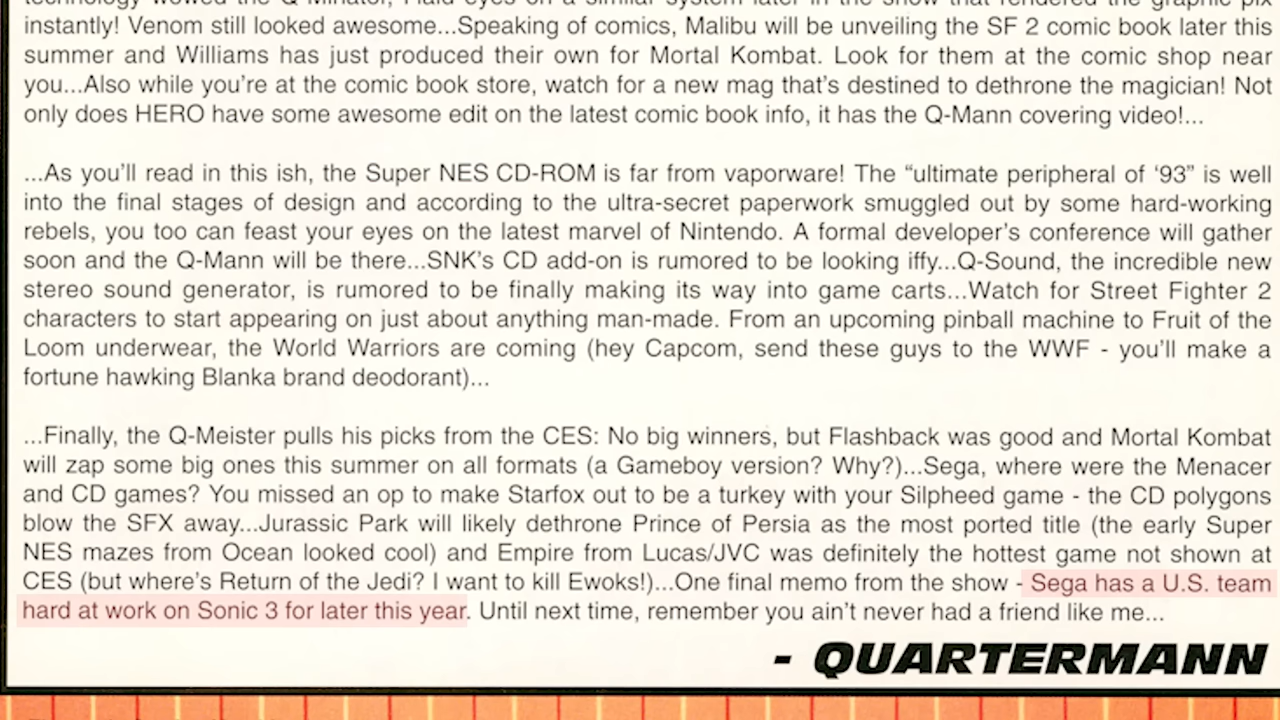 instantly! Venom still looked awesome...Speaking of comics, Malibu will be unveiling the SF 2 comic book later this
summer and Williams has just produced their own for Mortal Kombat. Look for them at the comic shop near
you...Also while you're at the comic book store, watch for a new mag that's destined to dethrone the magician! Not
only does HERO have some awesome edit on the latest comic book info, it has the Q-Mann covering video!...
...As you'll read in this ish, the Super NES CD-ROM is far from vaporware! The “ultimate peripheral of ‘93” is well
into the final stages of design and according to the ultra-secret paperwork smuggled out by some hard-working
rebels, you too can feast your eyes on the latest marvel of Nintendo. A formal developer's conference will gather
soon and the Q-Mann will be there...SNK's CD add-on is rumored to be looking iffy...Q-Sound, the incredible new
stereo sound generator, is rumored to be finally making its way into game carts...Watch for Street Fighter 2
characters to start appearing on just about anything man-made. From an upcoming pinball machine to Fruit of the
Loom underwear, the World Warriors are coming (hey Capcom, send these guys to the WWF - you'll make a
fortune hawking Blanka brand deodorant)...
...Finally, the Q-Meister pulls his picks from the CES: No big winners, but Flashback was good and Mortal Kombat
will zap some big ones this summer on all formats (a Gameboy version? Why?)...Sega, where were the Menacer
and CD games? You missed an op to make Starfox out to be a turkey with your Silpheed game - the CD polygons
blow the SFX away...Jurassic Park will likely dethrone Prince of Persia as the most ported title (the early Super
NES mazes from Ocean looked cool) and Empire from Lucas/JVC was definitely the hottest game not shown at
CES (but where's Return of the Jedi? I want to kill Ewoks!)...One final memo from the show - Sega has a U.S. team
hard at work on Sonic 3 for later this year. Until next time, remember you ain't never had a friend like me...
- QUARTERMANN